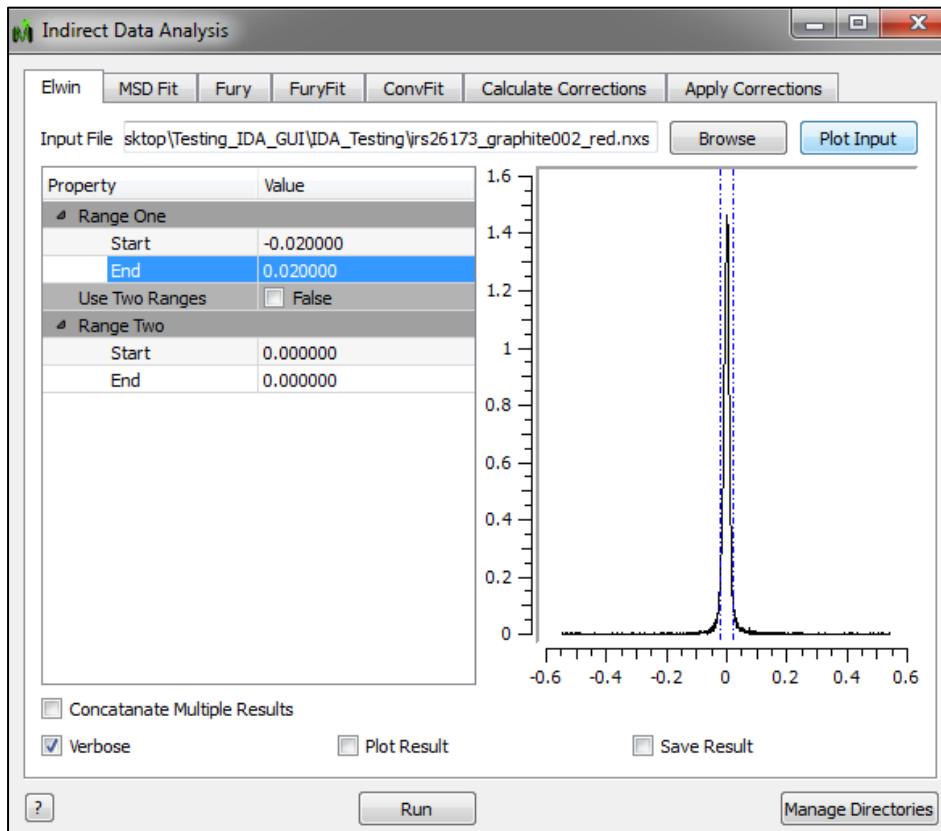 Indirect Data Analysis
Elwin MSD Fit Fury FuryFit ConvFit Calculate Corrections Apply Corrections
Input File sktop\Testing_IDA_GUI\IDA_Testing\irs26173_graphite002_red.nxs Browse Plot Input
Property Value
Range One
Start -0.020000
End 0.020000
Use Two Ranges False
Range Two
Start 0.000000
End 0.000000
1.6
1.4
1.2
1
0.8
0.6
0.4
0.2
0
-0.6 -0.4 -0.2 0 0.2 0.4 0.6
Concatanate Multiple Results
Verbose Plot Result Save Result
? Run Manage Directories